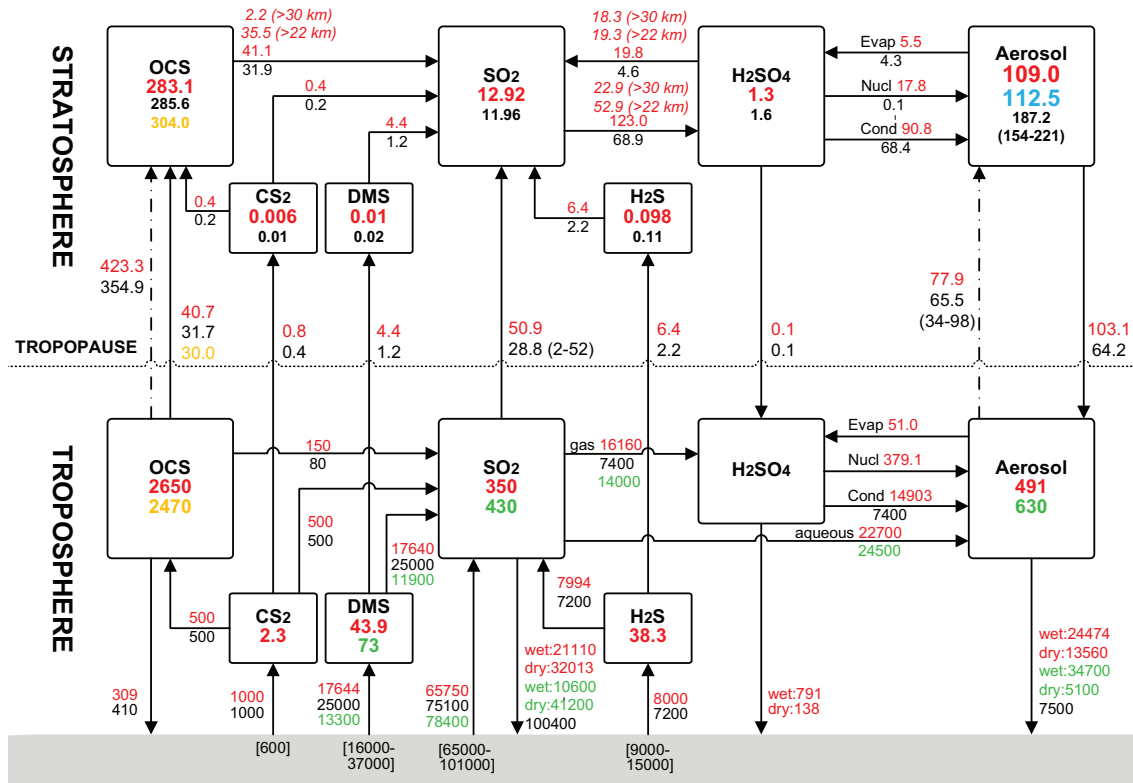 STRATOSPHERE
TROPOPAUSE
TROPOSPHERE
OCS
283.1
285.6
304.0
2.2 (>30 km)
35.5 (>22 km)
41.1
31.9
0.4
0.2
4.4
1.2
SO2
12.92
11.96
18.3 (>30 km)
19.3 (>22 km)
19.8
4.6
22.9 (>30 km)
52.9 (>22 km)
123.0
68.9
H2SO4
1.3
1.6
Evap 5.5
4.3
Nucl 17.8
0.1
Cond 90.8
68.4
Aerosol
109.0
112.5
187.2
(154-221)
0.4
0.2
CS2
0.006
0.01
DMS
0.01
0.02
6.4
2.2
H2S
0.098
0.11
423.3
354.9
40.7
31.7
30.0
0.8
0.4
4.4
1.2
50.9
28.8 (2-52)
6.4
2.2
0.1
0.1
77.9
65.5
(34-98)
103.1
64.2
OCS
2650
2470
150
80
500
500
17640
25000
11900
SO2
350
430
gas 16160
7400
14000
H2SO4
Evap 51.0
Nucl 379.1
Cond 14903
7400
aqueous 22700
24500
Aerosol
491
630
500
500
CS2
2.3
DMS
43.9
73
7994
7200
H2S
38.3
309
410
1000
1000
17644
25000
13300
65750
75100
78400
wet:21110
dry:32013
wet:10600
dry:41200
100400
8000
7200
wet:791
dry:138
wet:24474
dry:13560
wet:34700
dry:5100
7500
[600]
[16000-
37000]
[65000-
101000]
[9000-
15000]